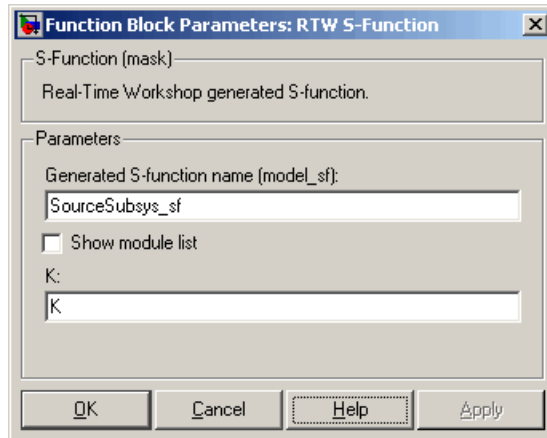 Function Block Parameters: RTW S-Function
S-Function (mask)
Real-Time Workshop generated S-function.
Parameters
Generated S-function name (model_sf):
SourceSubsys_sf
Show module list
K:
K
OK Cancel Help Apply